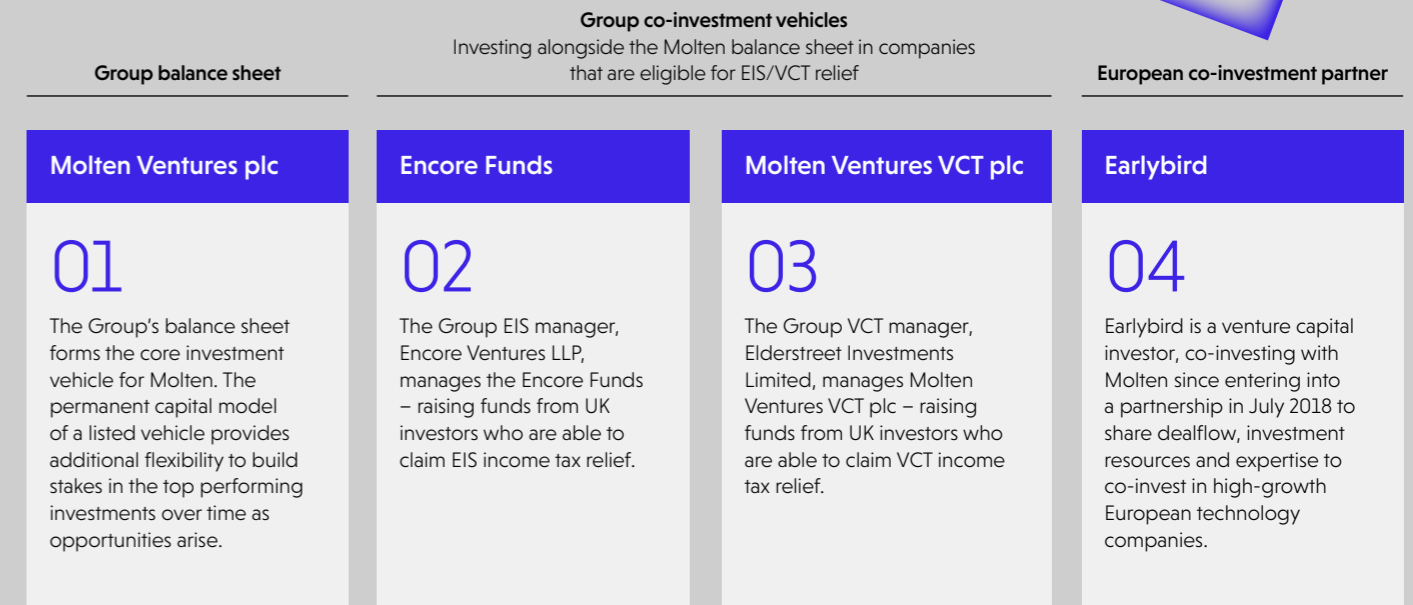 Group co-investment vehicles
Investing alongside the Molten balance sheet in companies
that are eligible for EIS/VCT relief
Group balance sheet
European co-investment partner
Molten Ventures plc
01
The Group's balance sheet
forms the core investment
vehicle for Molten. The
permanent capital model
of a listed vehicle provides
additional flexibility to build
stakes in the top performing
investments over time as
opportunities arise.
Encore Funds
02
The Group EIS manager,
Encore Ventures LLP,
manages the Encore Funds
– raising funds from UK
investors who are able to
claim EIS income tax relief.
Molten Ventures VCT plc
03
The Group VCT manager,
Elderstreet Investments
Limited, manages Molten
Ventures VCT plc – raising
funds from UK investors who
are able to claim VCT income
tax relief.
Earlybird
04
Earlybird is a venture capital
investor, co-investing with
Molten since entering into
a partnership in July 2018 to
share dealflow, investment
resources and expertise to
co-invest in high-growth
European technology
companies.